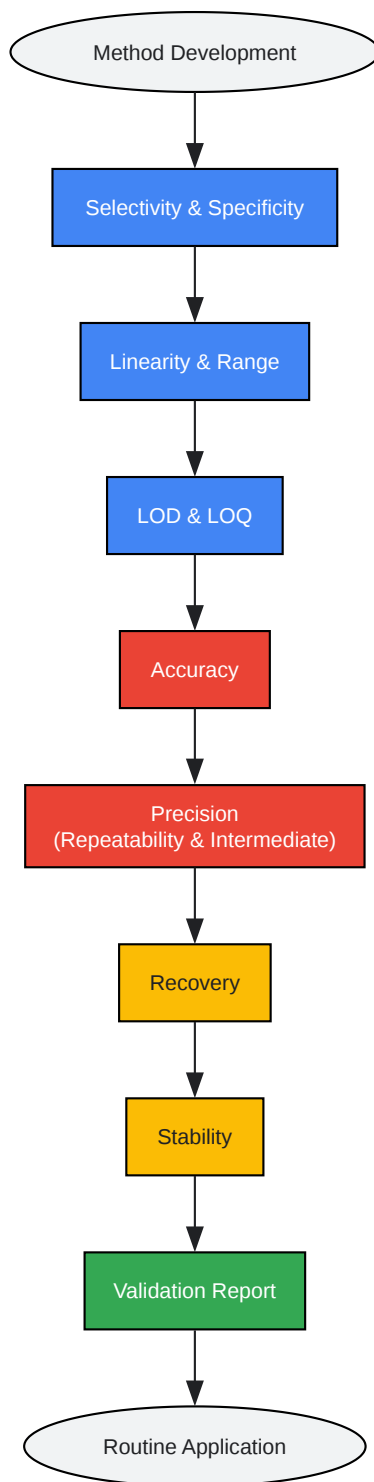 Method Development
Selectivity & Specificity
Linearity & Range
LOD & LOQ
Accuracy
Precision
(Repeatability & Intermediate)
Recovery
Stability
Validation Report
Routine Application